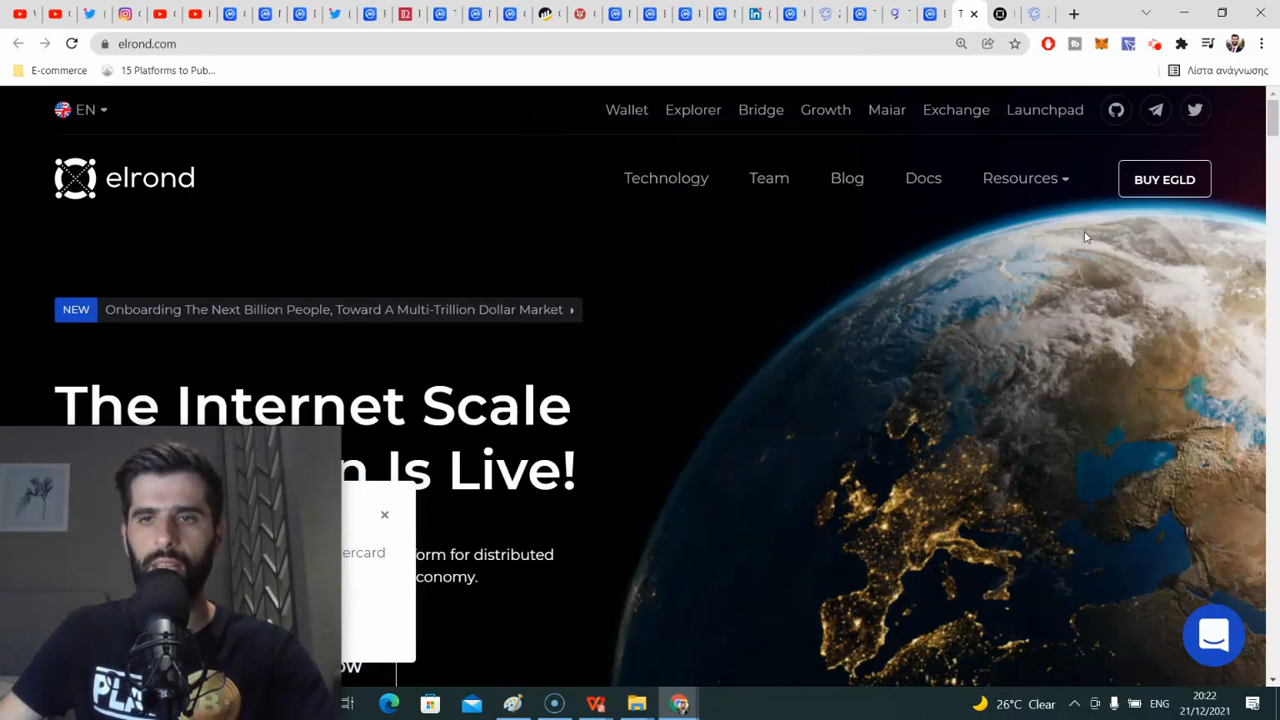 elrond.com
E-commerce
15 Platforms to Pub...
Λίστα ανάγνωσης
EN
Wallet Explorer Bridge Growth Maiar Exchange Launchpad
elrond
Technology Team Blog Docs Resources BUY EGLD
NEW Onboarding The Next Billion People, Toward A Multi-Trillion Dollar Market
The Internet Scale
Is Live!
form for distributed
conomy.
26°C Clear
ENG
20:22
21/12/2021